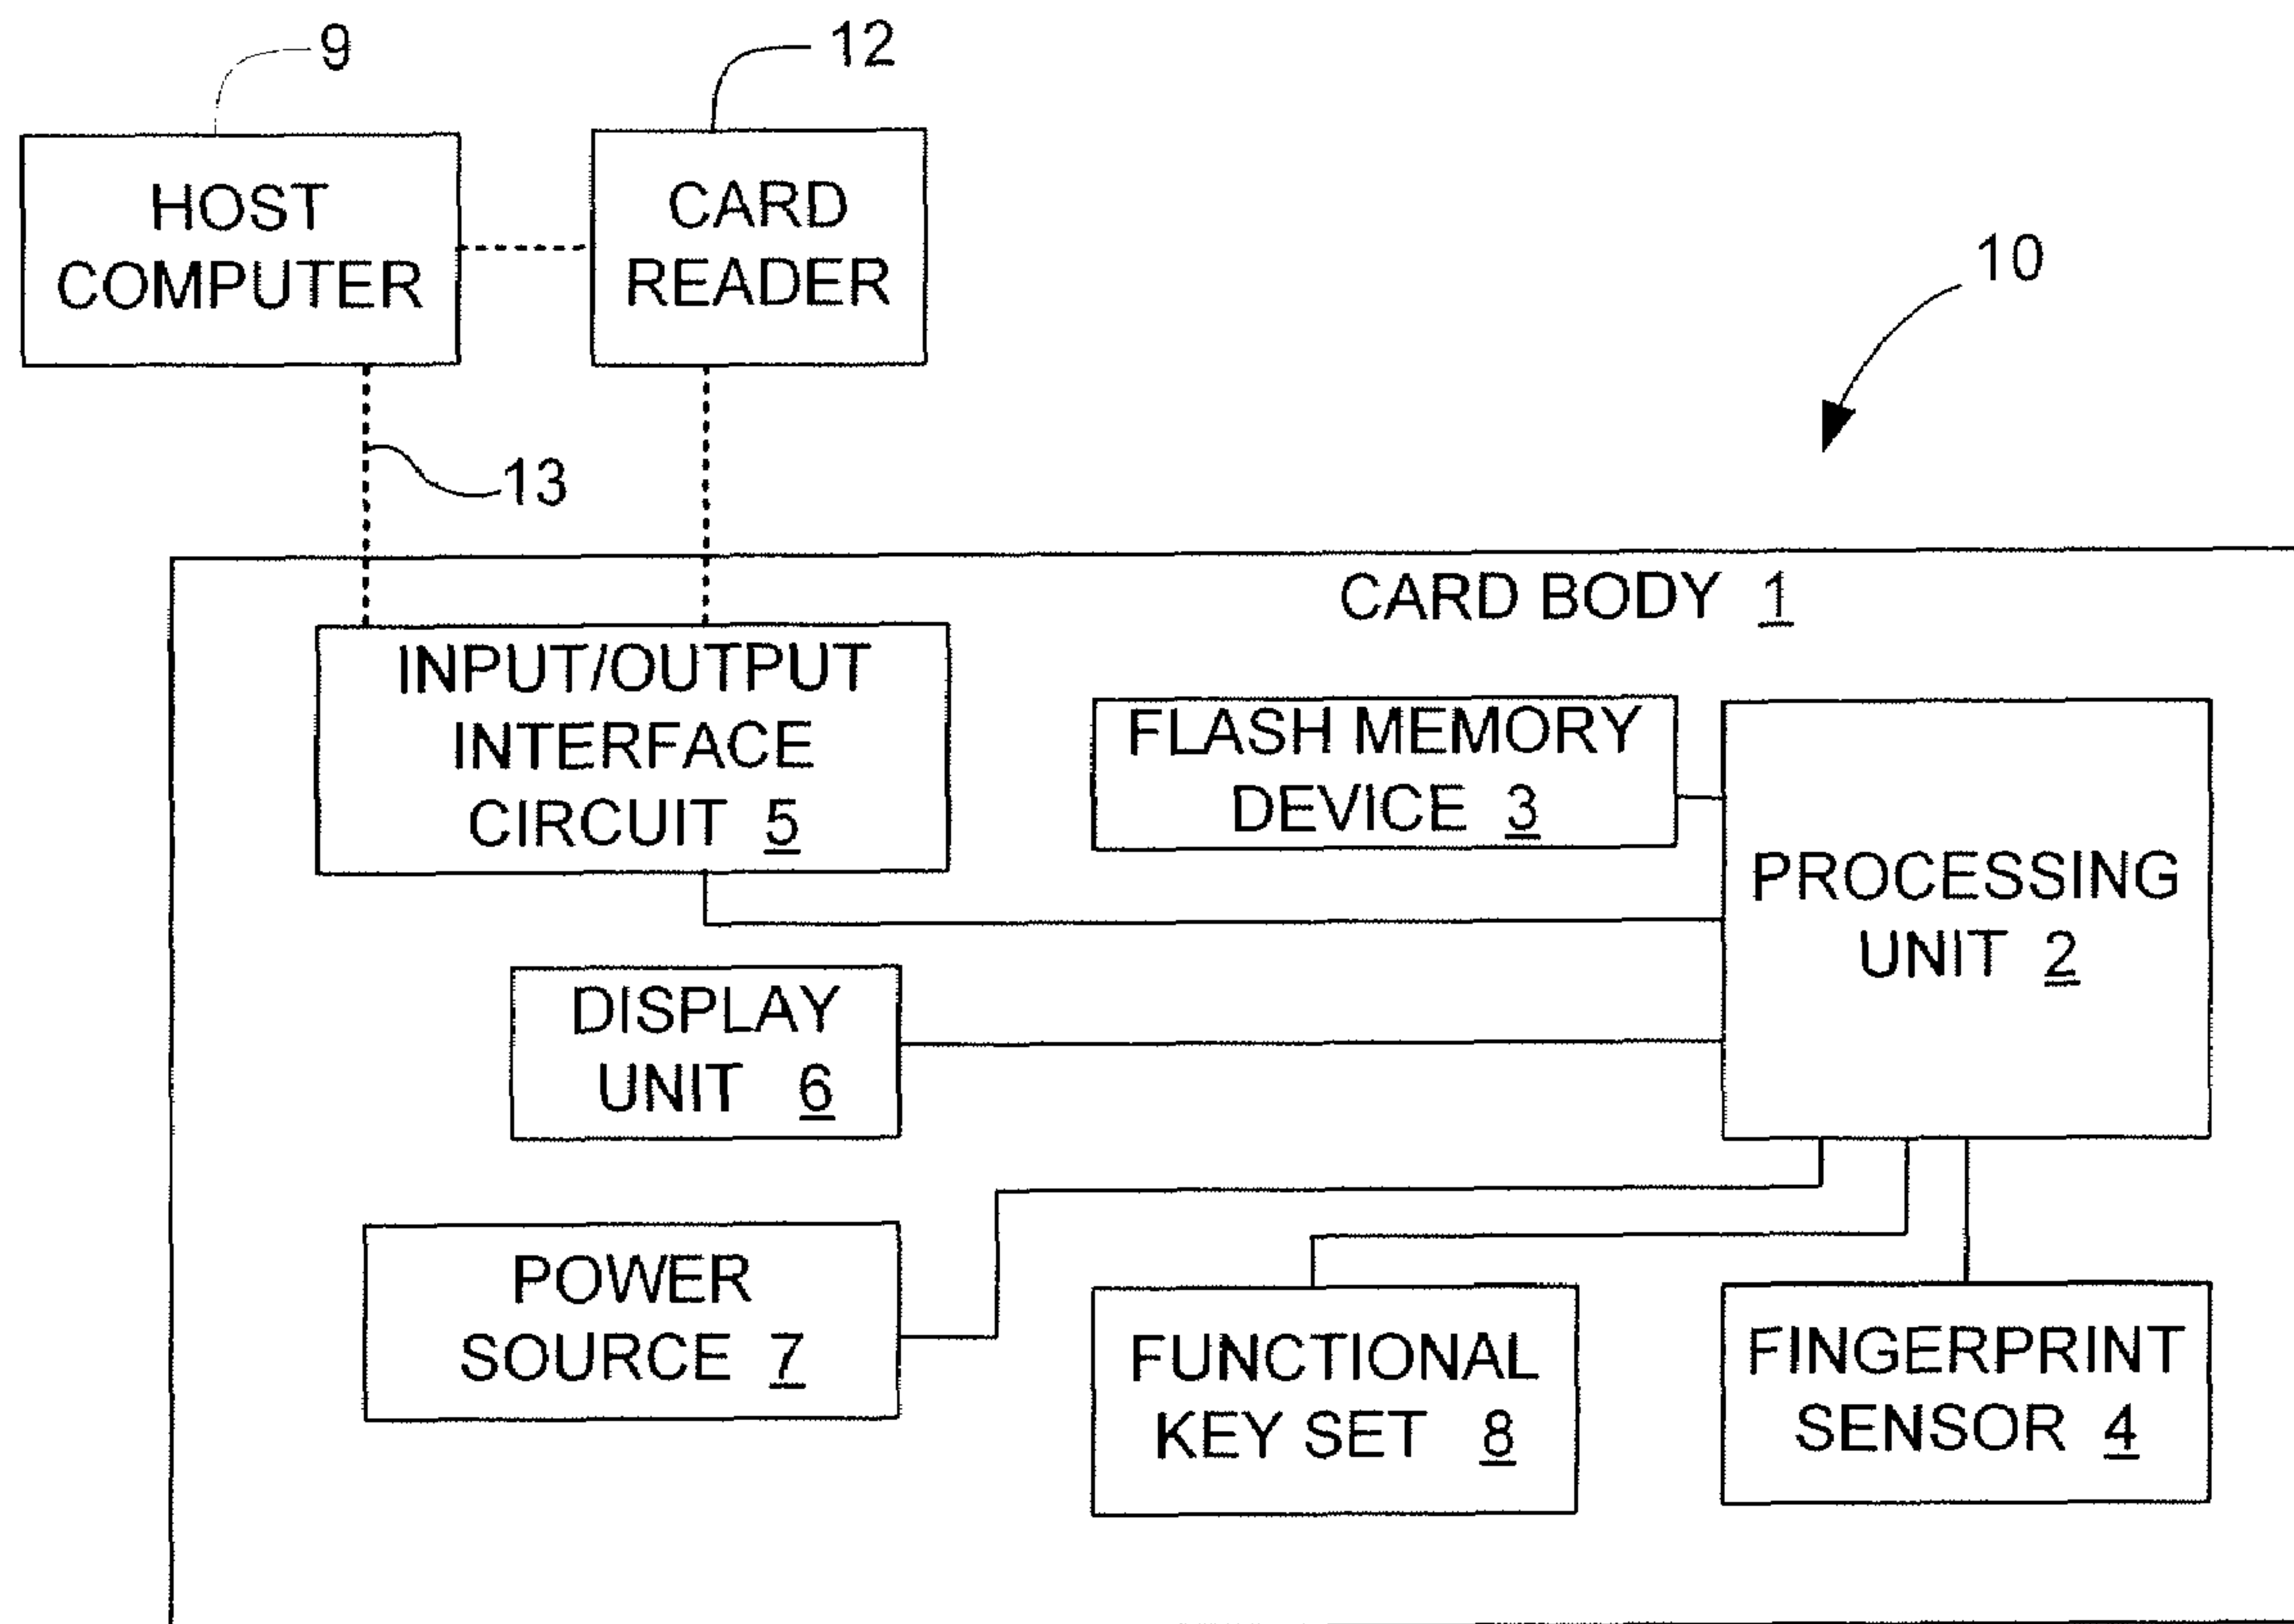 9
12
HOST
COMPUTER
CARD
READER
10
13
CARD BODY 1
INPUT/OUTPUT
INTERFACE
CIRCUIT 5
FLASH MEMORY
DEVICE 3
PROCESSING
UNIT 2
DISPLAY
UNIT 6
POWER
SOURCE 7
FUNCTIONAL
KEY SET 8
FINGERPRINT
SENSOR 4